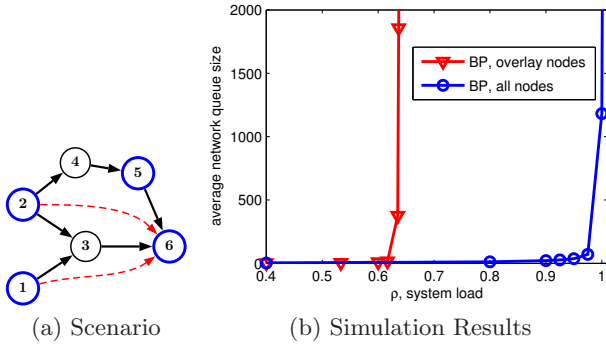 4
5
2
3
6
1
(a) Scenario
2000
1500
1000
500
0
0.4 0.5 0.6 0.7 0.8 0.9 1
average network queue size
ρ, system load
BP, overlay nodes
BP, all nodes
(b) Simulation Results